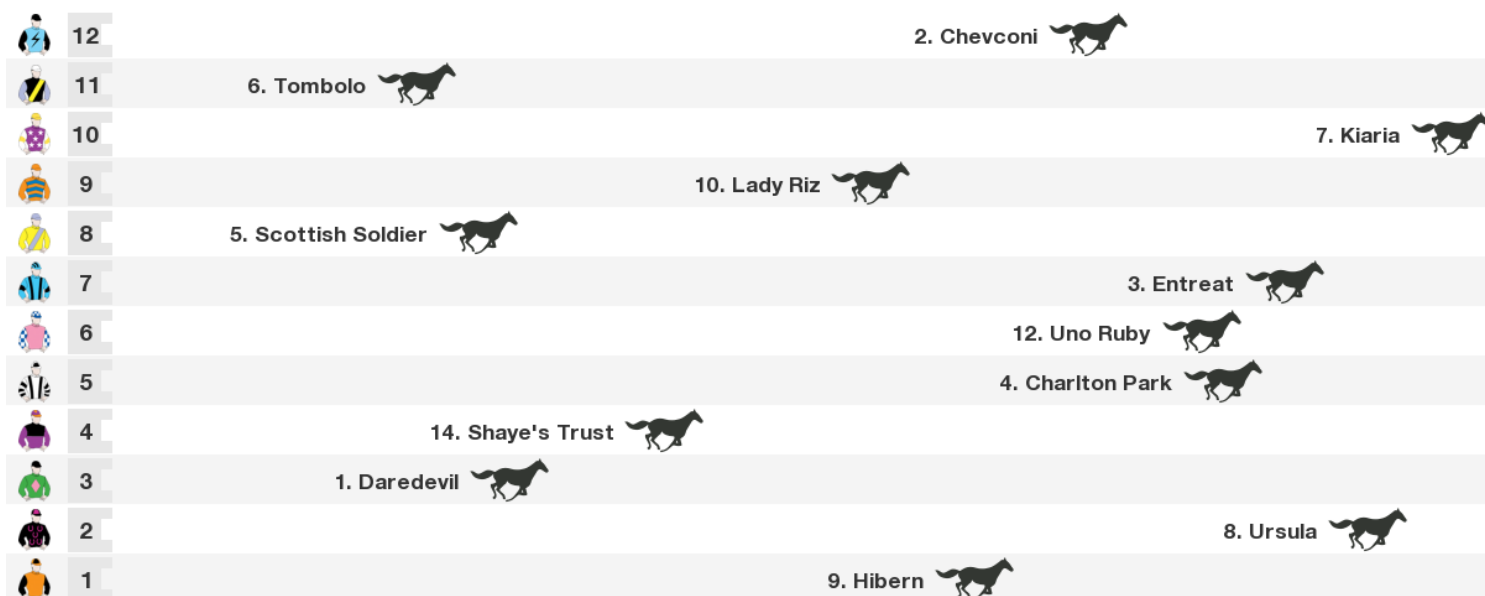 12 2. Chevconi
11 6. Tombolo
10 7. Kiaria
9 10. Lady Riz
8 5. Scottish Soldier
7 3. Entreat
6 12. Uno Ruby
5 4. Charlton Park
4 14. Shaye's Trust
3 1. Daredevil
2 8. Ursula
1 9. Hibern